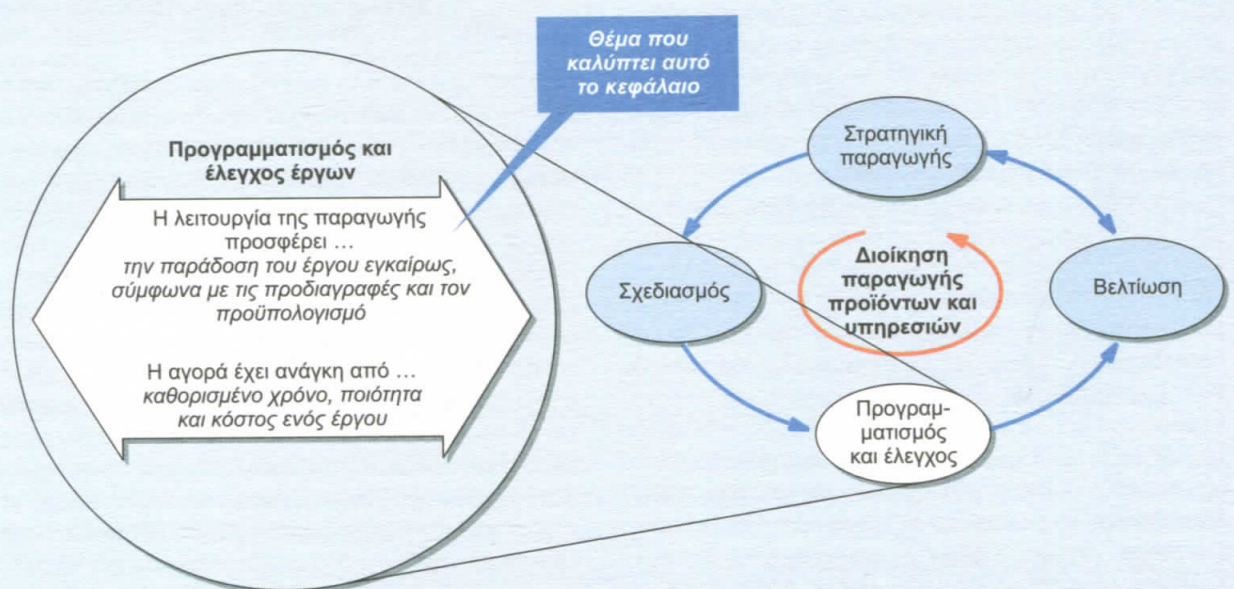 Θέμα που
καλύπτει αυτό
το κεφάλαιο
Προγραμματισμός και
έλεγχος έργων
Η λειτουργία της παραγωγής
προσφέρει ...
την παράδοση του έργου εγκαίρως,
σύμφωνα με τις προδιαγραφές και τον
προϋπολογισμό
Η αγορά έχει ανάγκη από ...
καθορισμένο χρόνο, ποιότητα
και κόστος ενός έργου
Στρατηγική
παραγωγής
Σχεδιασμός
Διοίκηση
παραγωγής
προϊόντων και
υπηρεσιών
Βελτίωση
Προγραμ-
ματισμός
και έλεγχος